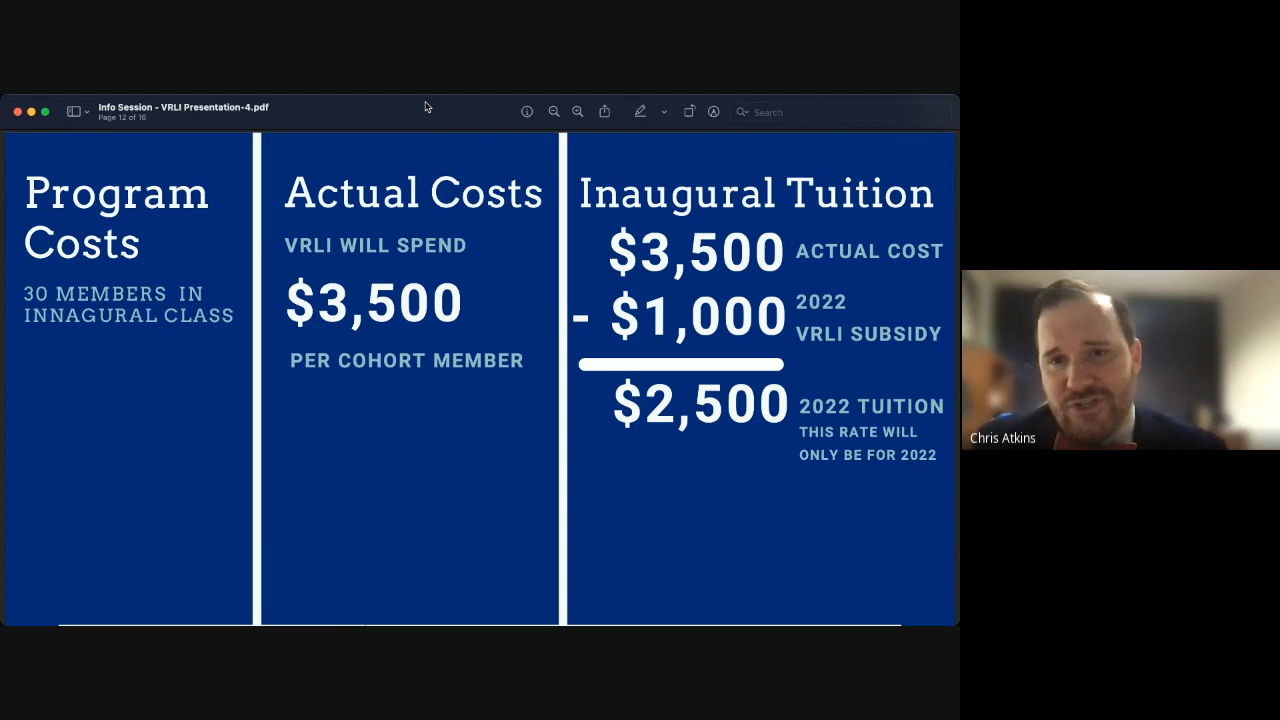 Info Session - VRLI Presentation-4.pdf
Page 12 of 16
Search
Program
Costs
30 MEMBERS IN
INNAGURAL CLASS
Actual Costs
VRLI WILL SPEND
$3,500
PER COHORT MEMBER
Inaugural Tuition
$3,500 ACTUAL COST
- $1,000 2022
VRLI SUBSIDY
$2,500 2022 TUITION
THIS RATE WILL
ONLY BE FOR 2022
Chris Atkins